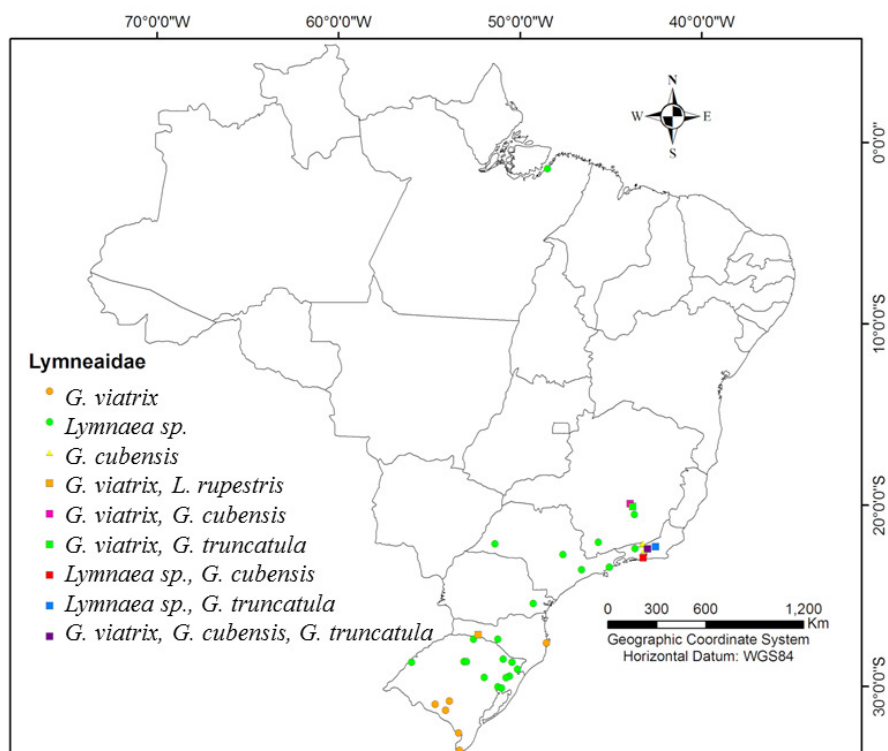 70°0'0"W 60°0'0"W 50°0'0"W 40°0'0"W
N
W E
S
0°0'0"
10°0'0"S
20°0'0"S
30°0'0"S
Lymneaidae
G. viatrix
Lymnaea sp.
G. cubensis
G. viatrix, L. rupestris
G. viatrix, G. cubensis
G. viatrix, G. truncatula
Lymnaea sp., G. cubensis
Lymnaea sp., G. truncatula
G. viatrix, G. cubensis, G. truncatula
0 300 600 1,200
Km
Geographic Coordinate System
Horizontal Datum: WGS84